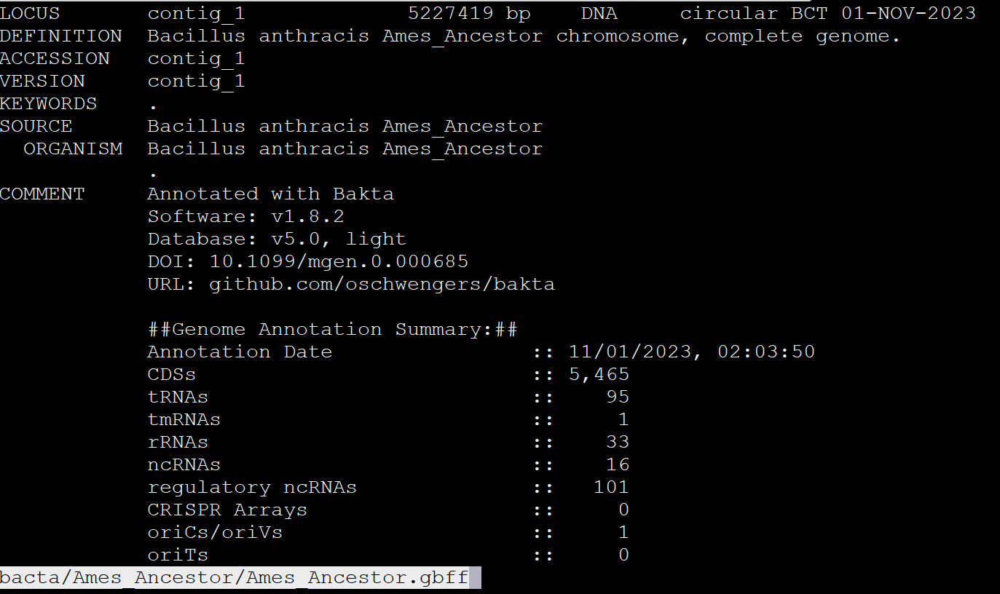 LOCUS       contig_1             5227419 bp    DNA     circular BCT 01-NOV-2023
DEFINITION  Bacillus anthracis Ames_Ancestor chromosome, complete genome.
ACCESSION   contig_1
VERSION     contig_1
KEYWORDS    .
SOURCE      Bacillus anthracis Ames_Ancestor
  ORGANISM  Bacillus anthracis Ames_Ancestor
            .
COMMENT     Annotated with Bakta
            Software: v1.8.2
            Database: v5.0, light
            DOI: 10.1099/mgen.0.000685
            URL: github.com/oschwengers/bakta

            ##Genome Annotation Summary:##
            Annotation Date                :: 11/01/2023, 02:03:50
            CDSs                           :: 5,465
            tRNAs                          ::    95
            tmRNAs                         ::     1
            rRNAs                          ::    33
            ncRNAs                         ::    16
            regulatory ncRNAs              ::   101
            CRISPR Arrays                  ::     0
            oriCs/oriVs                    ::     1
            oriTs                          ::     0
bacta/Ames_Ancestor/Ames_Ancestor.gbff